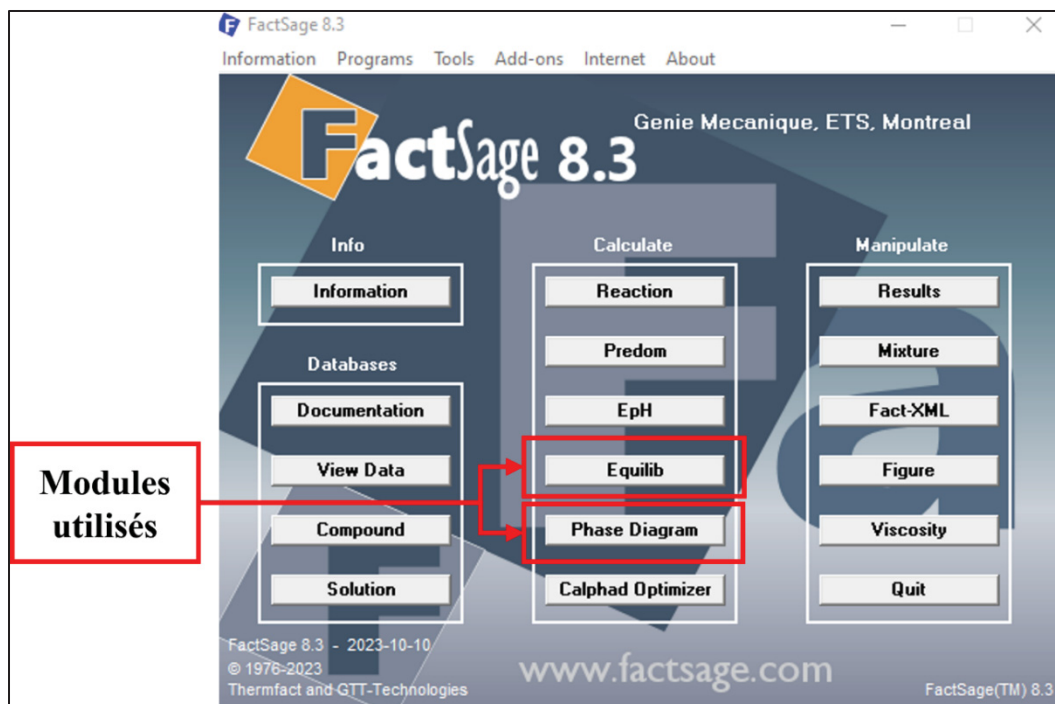 FactSage 8.3
Information Programs Tools Add-ons Internet About
FactSage 8.3
Genie Mecanique, ETS, Montreal
Info
Calculate
Manipulate
Information
Reaction
Results
Predom
Mixture
Databases
Documentation
EpH
Fact-XML
View Data
Equilib
Figure
Modules
utilisés
Compound
Phase Diagram
Viscosity
Solution
Calphad Optimizer
Quit
FactSage 8.3 - 2023-10-10
© 1976-2023
Thermfact and GTT-Technologies
www.factsage.com
FactSage(TM) 8.3